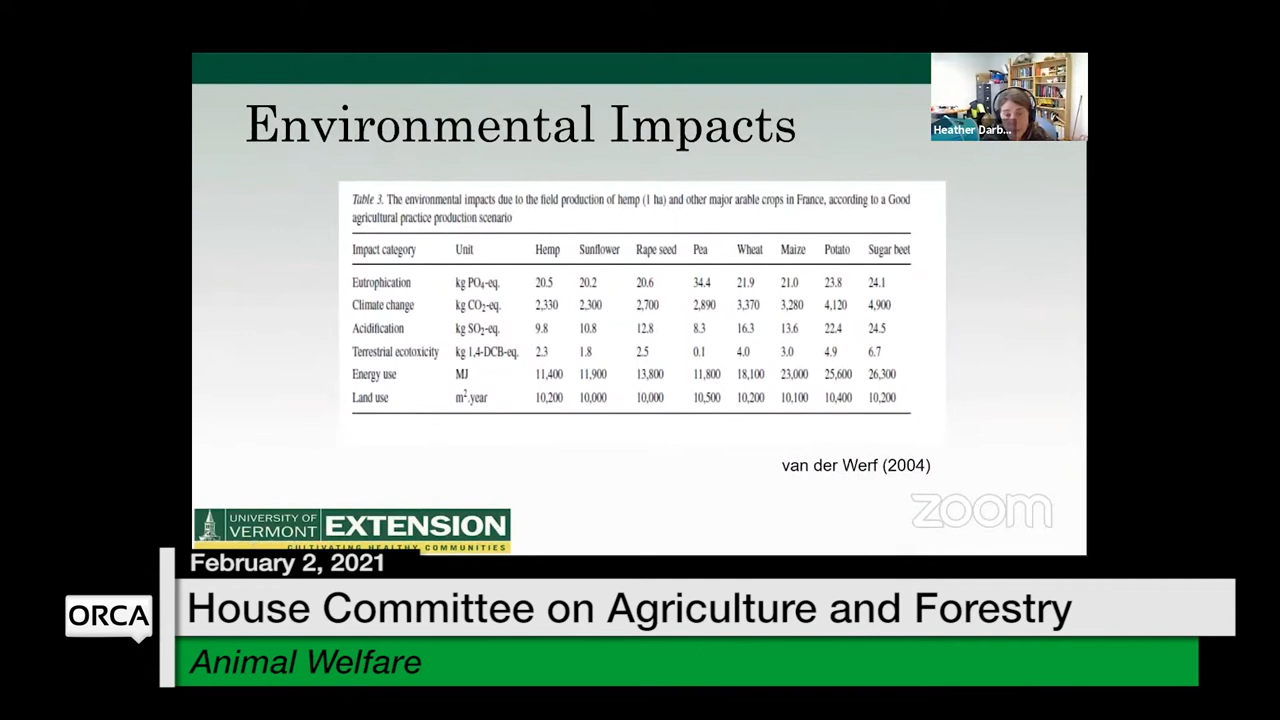 Environmental Impacts
Heather Darb...
Table 3. The environmental impacts due to the field production of hemp (1 ha) and other major arable crops in France, according to a Good
agricultural practice production scenario
Impact category Unit Hemp Sunflower Rape seed Pea Wheat Maize Potato Sugar beet
Eutrophication kg PO4-eq. 20.5 20.2 20.6 34.4 21.9 21.0 23.8 24.1
Climate change kg CO2-eq. 2,330 2,300 2,700 2,890 3,370 3,280 4,120 4,900
Acidification kg SO2-eq. 9.8 10.8 12.8 8.3 16.3 13.6 22.4 24.5
Terrestrial ecotoxicity kg 1,4-DCB-eq. 2.3 1.8 2.5 0.1 4.0 3.0 4.9 6.7
Energy use MJ 11,400 11,900 13,800 11,800 18,100 23,000 25,600 26,300
Land use m2.year 10,200 10,000 10,000 10,500 10,200 10,100 10,400 10,200
van der Werf (2004)
zoom
UNIVERSITY OF
VERMONT EXTENSION
CULTIVATING HEALTHY COMMUNITIES
February 2, 2021
ORCA
House Committee on Agriculture and Forestry
Animal Welfare